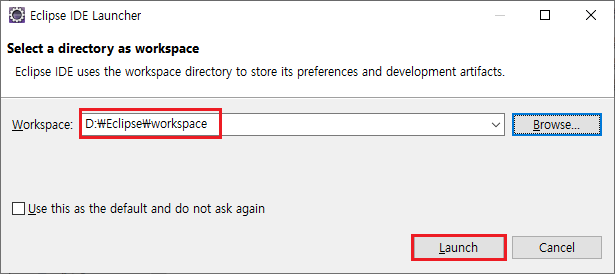 Eclipse IDE Launcher
Select a directory as workspace
Eclipse IDE uses the workspace directory to store its preferences and development artifacts.
Workspace: D:₩Eclipse₩workspace Browse...
Use this as the default and do not ask again
Launch Cancel